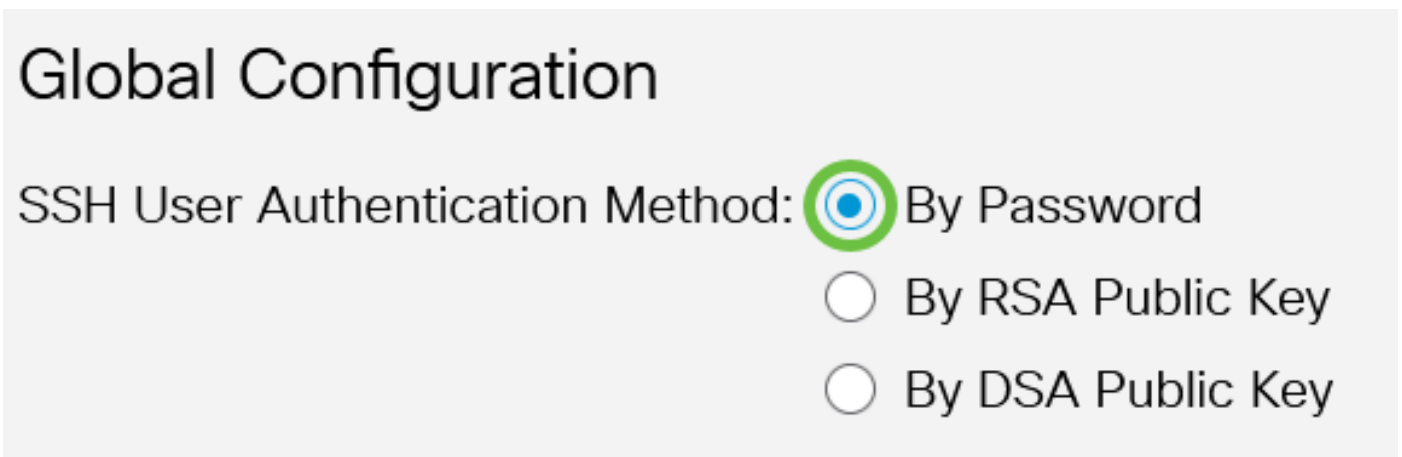 Global Configuration
SSH User Authentication Method: By Password
By RSA Public Key
By DSA Public Key